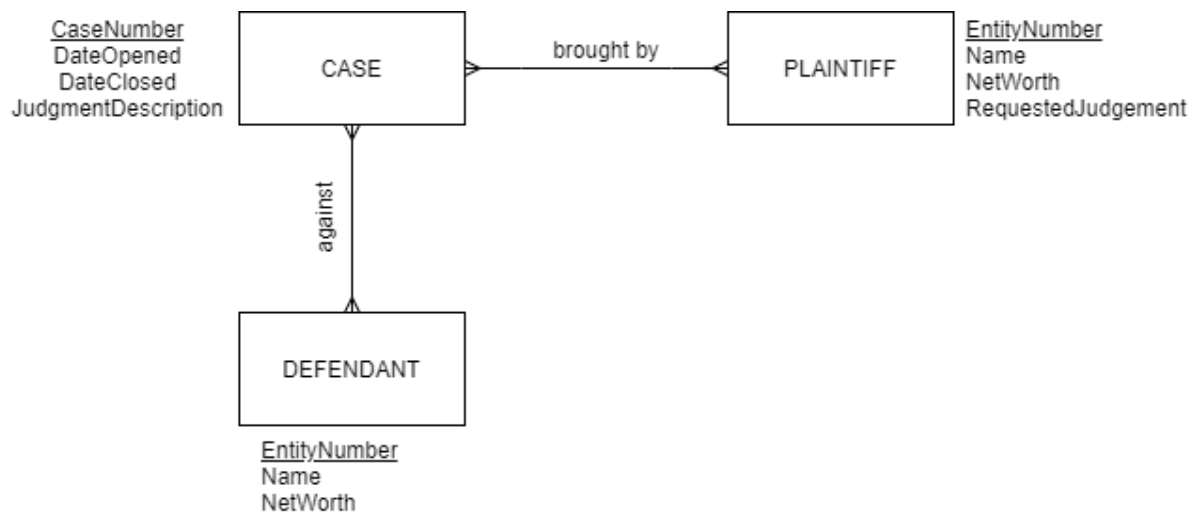 CaseNumber
DateOpened
DateClosed
JudgmentDescription
CASE
brought by
PLAINTIFF
EntityNumber
Name
NetWorth
RequestedJudgement
against
DEFENDANT
EntityNumber
Name
NetWorth